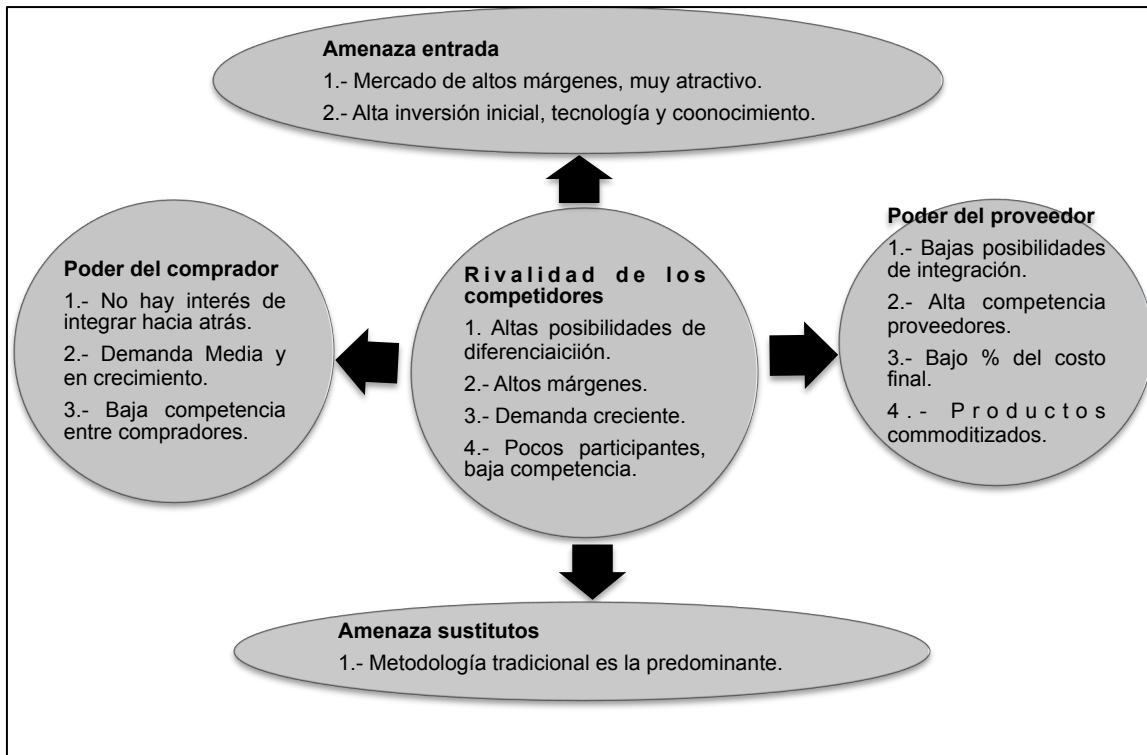 Amenaza entrada
1.- Mercado de altos márgenes, muy atractivo.
2.- Alta inversión inicial, tecnología y coonocimiento.
Poder del comprador
1.- No hay interés de
integrar hacia atrás.
2.- Demanda Media y
en crecimiento.
3.- Baja competencia
entre compradores.
Rivalidad de los
competidores
1. Altas posibilidades de
diferenciaiciión.
2.- Altos márgenes.
3.- Demanda creciente.
4.- Pocos participantes,
baja competencia.
Poder del proveedor
1.- Bajas posibilidades
de integración.
2.- Alta competencia
proveedores.
3.- Bajo % del costo
final.
4.- Productos
commoditizados.
Amenaza sustitutos
1.- Metodología tradicional es la predominante.